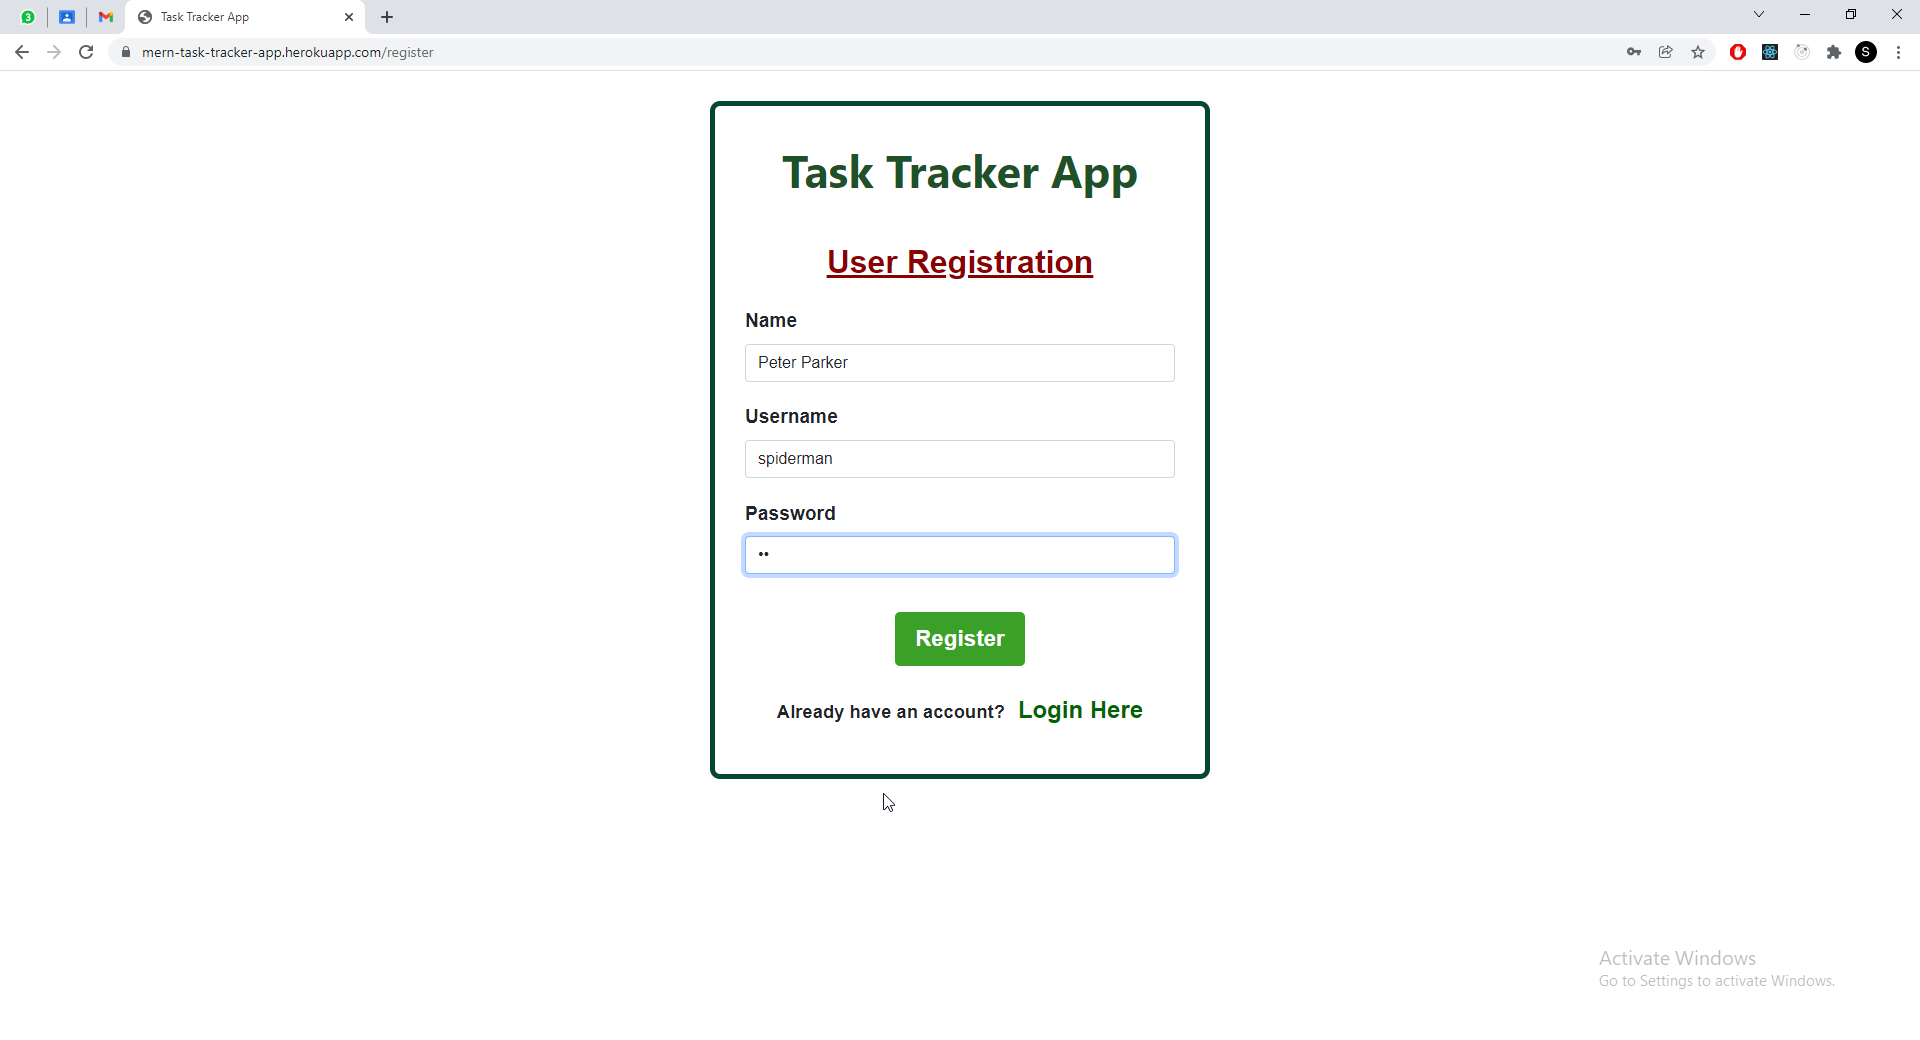 3
Task Tracker App
mern-task-tracker-app.herokuapp.com/register
S
Task Tracker App
User Registration
Name
Peter Parker
Username
spiderman
Password
••
Register
Already have an account? Login Here
Activate Windows
Go to Settings to activate Windows.